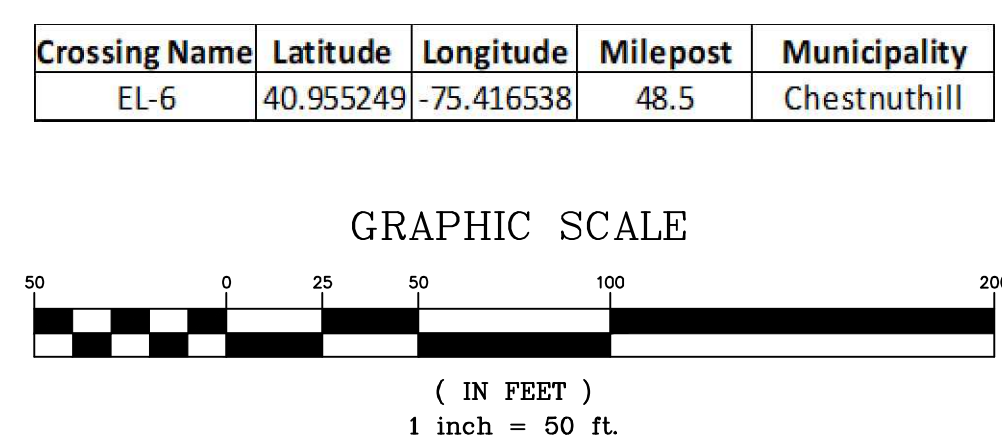 Crossing Name Latitude Longitude Milepost Municipality
EL-6 40.955249 -75.416538 48.5 Chestnuthill
GRAPHIC SCALE
50 0 25 50 100 200
( IN FEET )
1 inch = 50 ft.